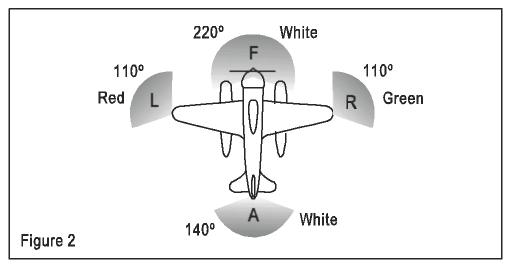 220º White
F
110º 110º
Red L R Green
A
140º White
Figure 2